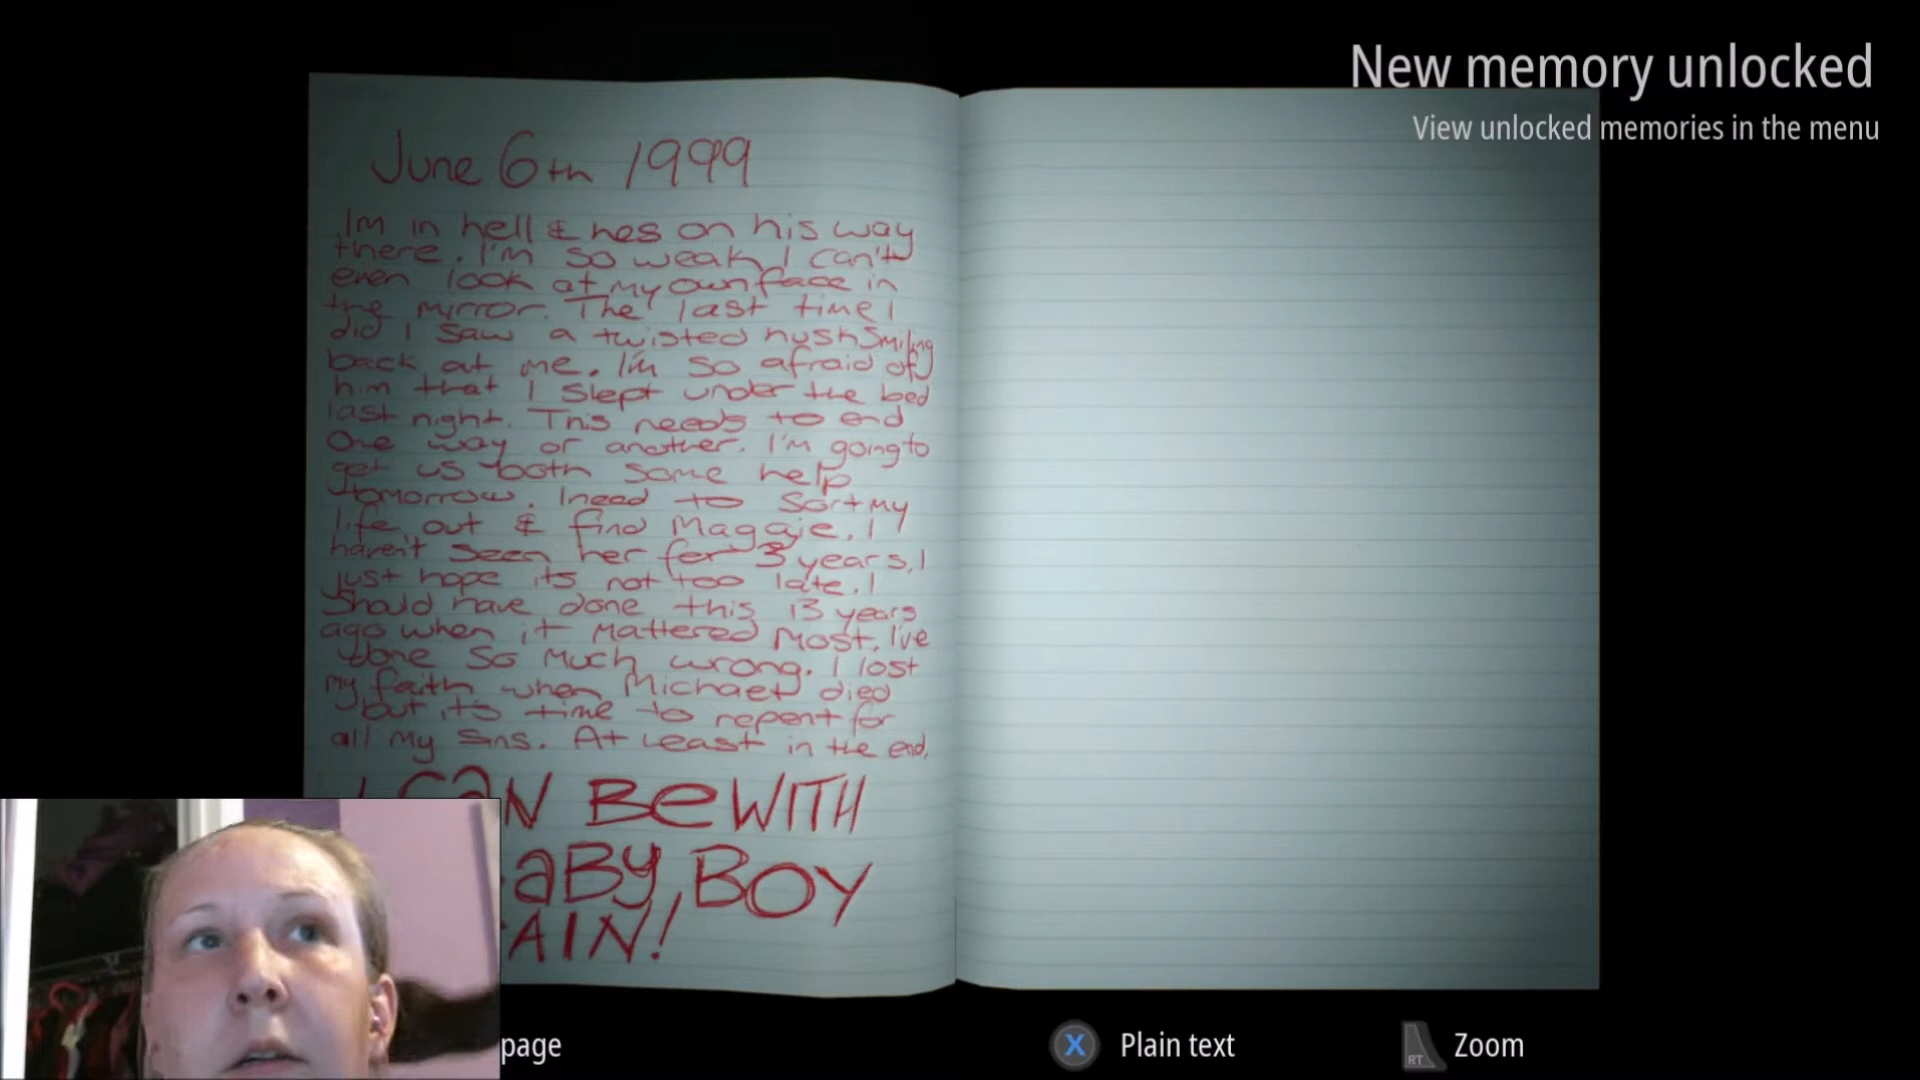 New memory unlocked
View unlocked memories in the menu
June 6th 1999
Im in hell & hes on his way
there. I'm so weak I can't
even look at my own face in
the mirror. The last time I
did I saw a twisted husk smiling
back at me. I'm so afraid of
him that I slept under the bed
last night. This needs to end
one way or another. I'm going to
get us both some help
tomorrow. I need to sort my
life out & find Maggie. I
haven't seen her for 3 years, I
just hope its not too late. I
should have done this 13 years
ago when it mattered most. I've
done so much wrong. I lost
my faith when Michael died
but its time to repent for
all my sins. At least in the end,
I CaN Be WITH
aBy BOY
AIN!
page
X Plain text
RT Zoom